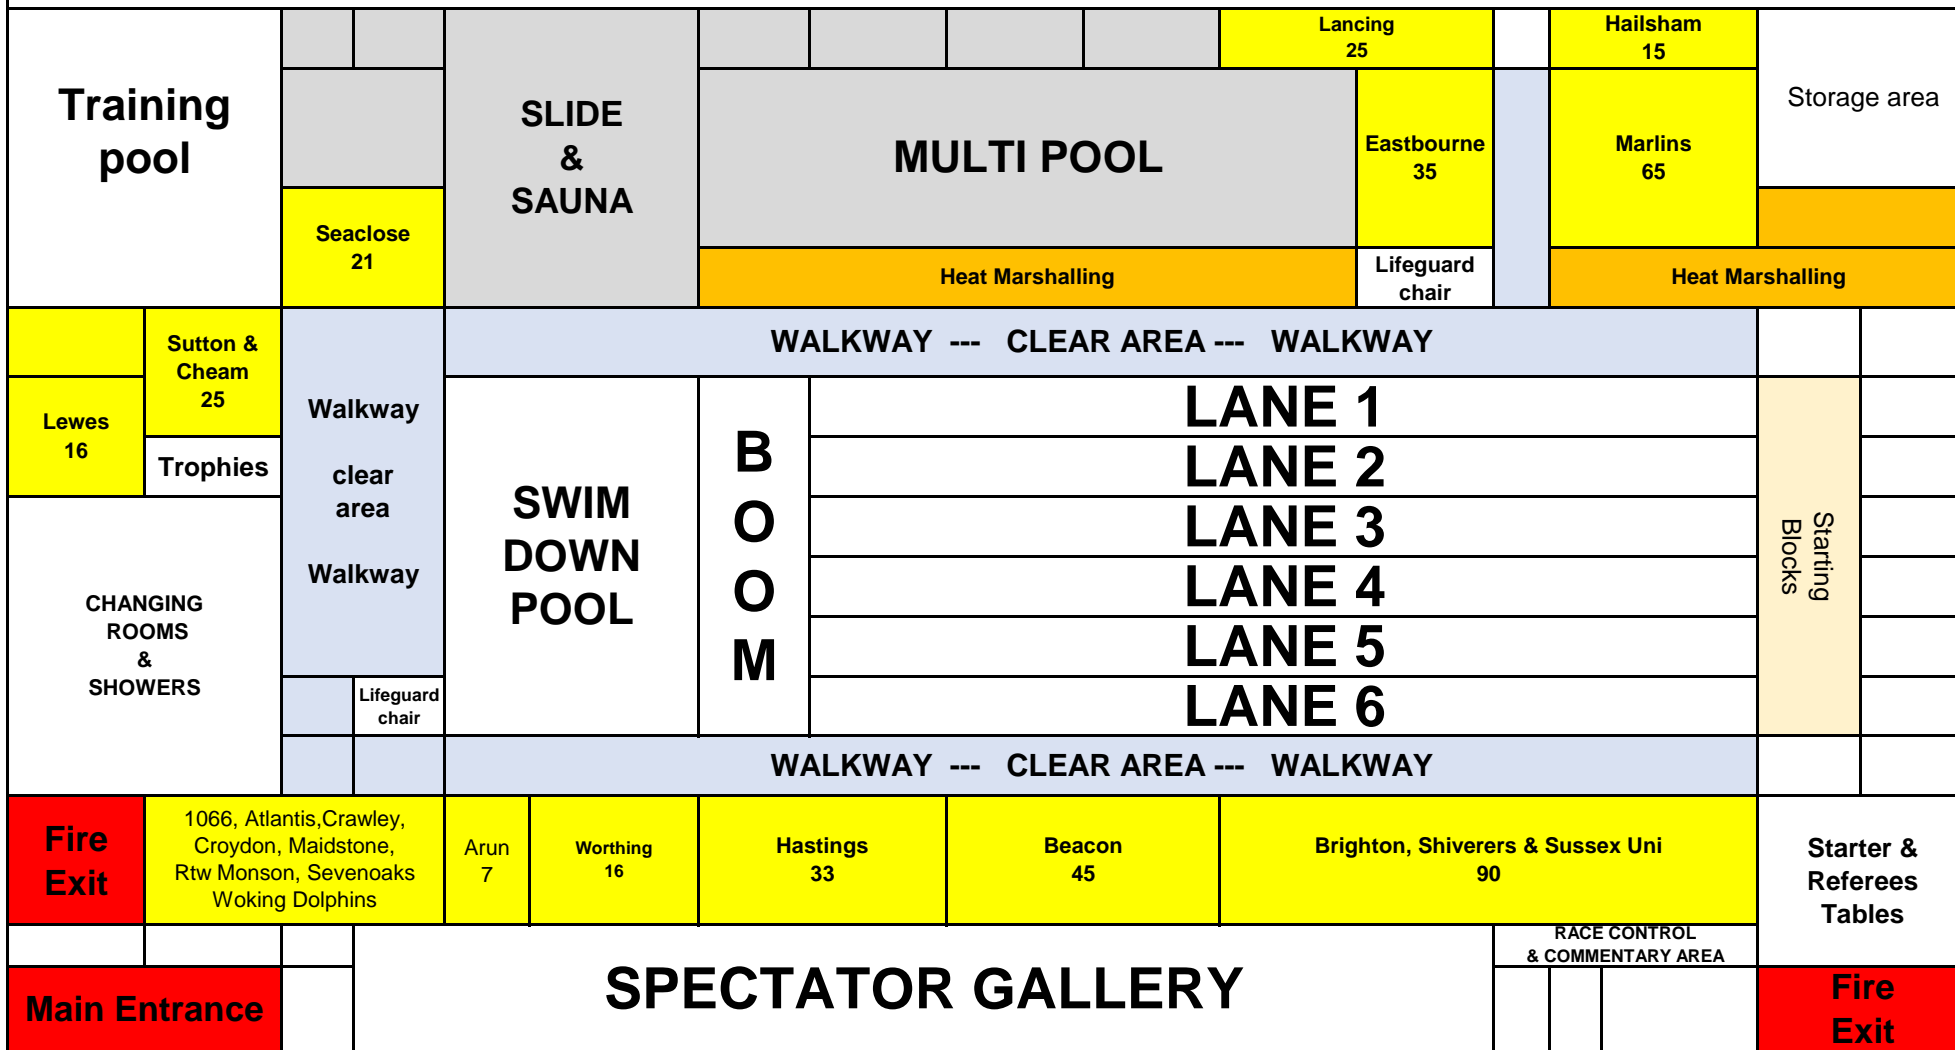 Training
pool
SLIDE
&
SAUNA
Lancing
25
Hailsham
15
Storage area
MULTI POOL
Eastbourne
35
Marlins
65
Seaclose
21
Heat Marshalling
Lifeguard
chair
Heat Marshalling
Sutton &
Cheam
25
Lewes
16
Trophies
WALKWAY --- CLEAR AREA --- WALKWAY
Walkway
clear
area
Walkway
SWIM
DOWN
POOL
B
O
O
M
LANE 1
LANE 2
LANE 3
LANE 4
LANE 5
LANE 6
Starting
Blocks
CHANGING
ROOMS
&
SHOWERS
Lifeguard
chair
WALKWAY --- CLEAR AREA --- WALKWAY
Fire
Exit
1066, Atlantis,Crawley,
Croydon, Maidstone,
Rtw Monson, Sevenoaks
Woking Dolphins
Arun
7
Worthing
16
Hastings
33
Beacon
45
Brighton, Shiverers & Sussex Uni
90
Starter &
Referees
Tables
RACE CONTROL
& COMMENTARY AREA
Main Entrance
SPECTATOR GALLERY
Fire
Exit